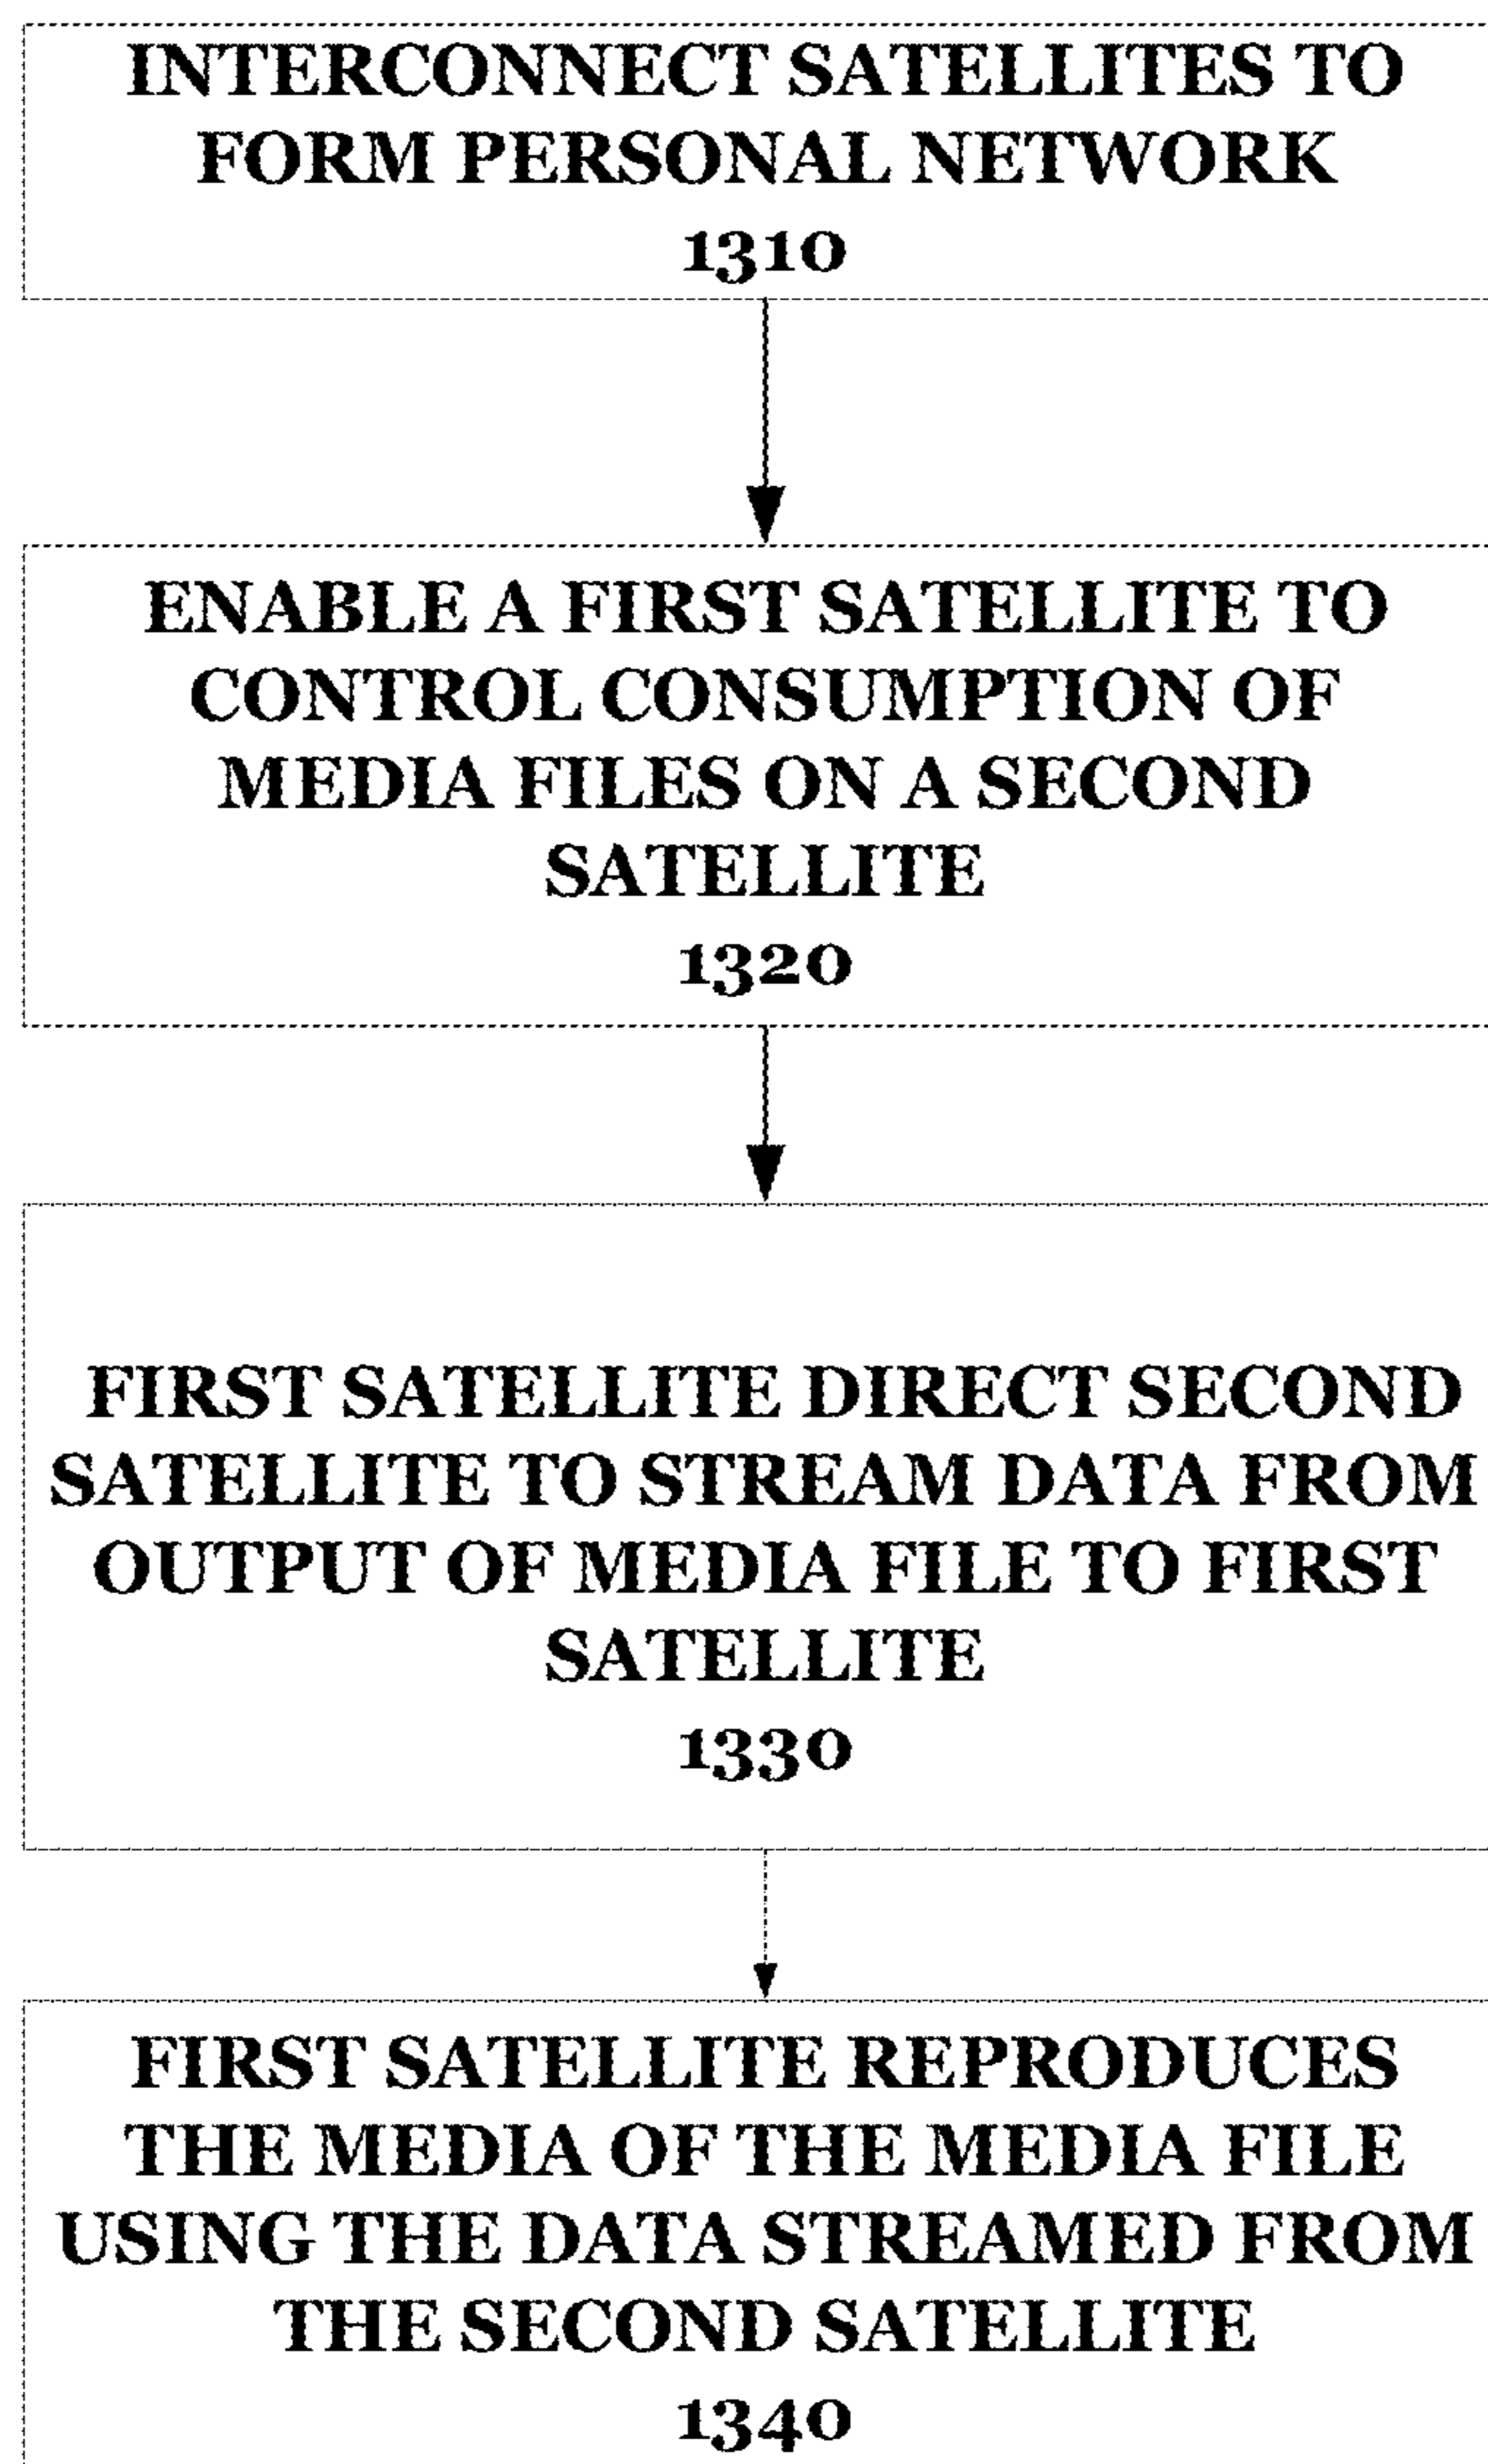 INTERCONNECT SATELLITES TO
FORM PERSONAL NETWORK
1310
ENABLE A FIRST SATELLITE TO
CONTROL CONSUMPTION OF
MEDIA FILES ON A SECOND
SATELLITE
1320
FIRST SATELLITE DIRECT SECOND
SATELLITE TO STREAM DATA FROM
OUTPUT OF MEDIA FILE TO FIRST
SATELLITE
1330
FIRST SATELLITE REPRODUCES
THE MEDIA OF THE MEDIA FILE
USING THE DATA STREAMED FROM
THE SECOND SATELLITE
1340